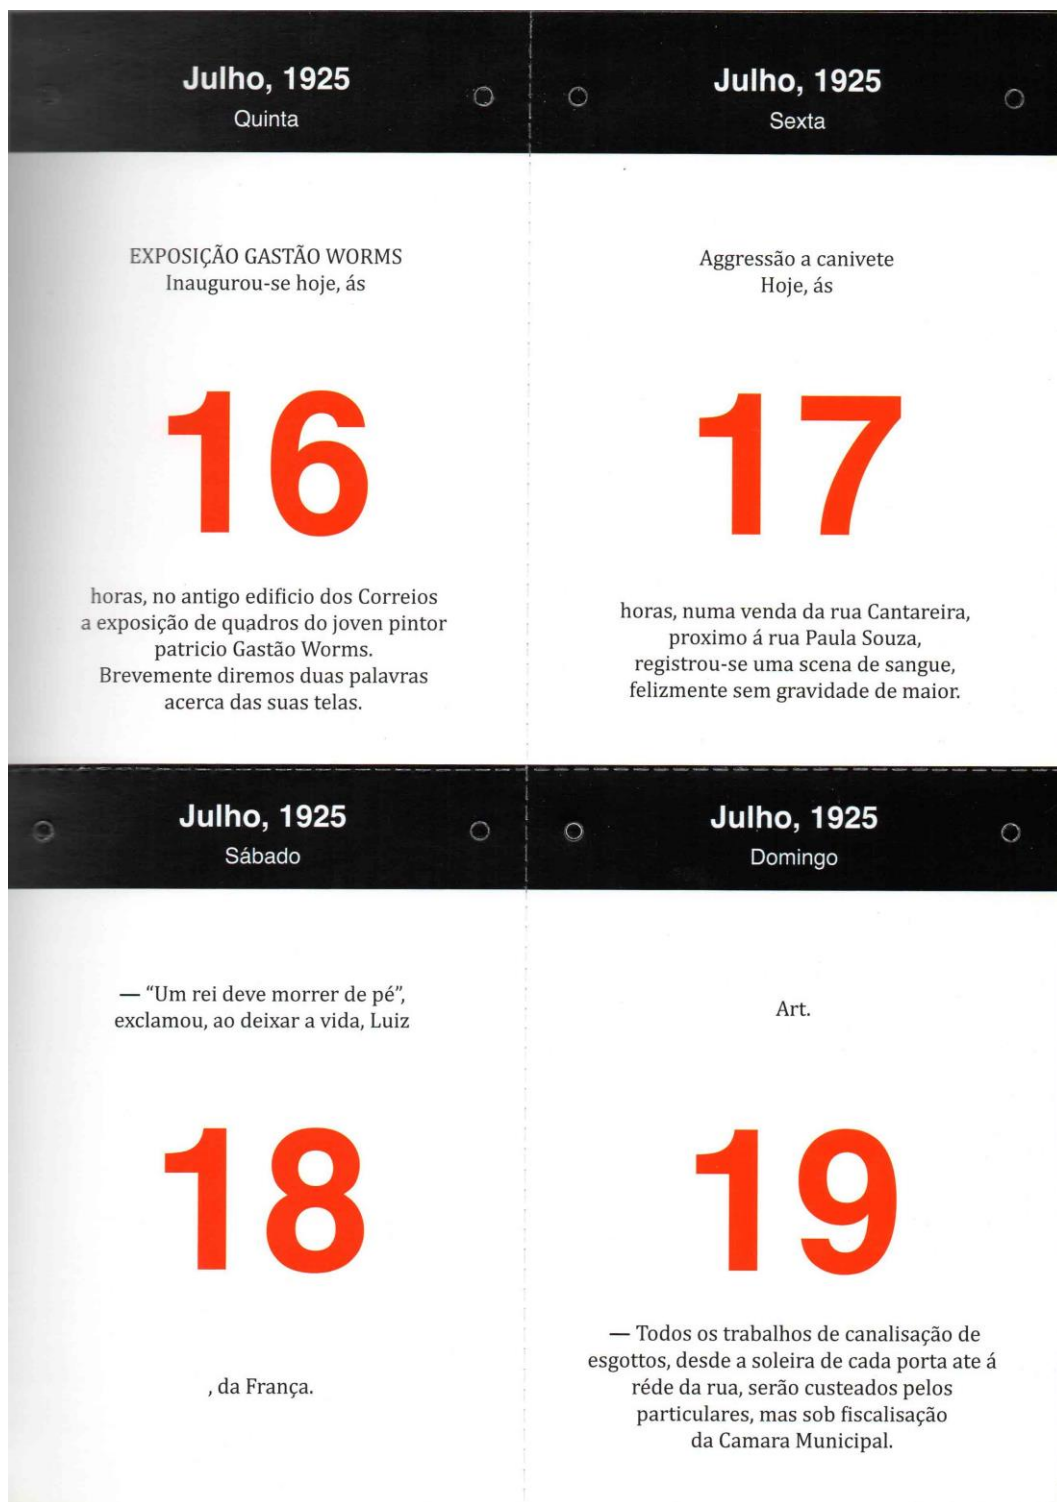 Julho, 1925
Quinta
EXPOSIÇÃO GASTÃO WORMS
Inaugurou-se hoje, ás
16
horas, no antigo edificio dos Correios
a exposição de quadros do joven pintor
patricio Gastão Worms.
Brevemente diremos duas palavras
acerca das suas telas.
Julho, 1925
Sexta
Aggressão a canivete
Hoje, ás
17
horas, numa venda da rua Cantareira,
proximo á rua Paula Souza,
registrou-se uma scena de sangue,
felizmente sem gravidade de maior.
Julho, 1925
Sábado
— “Um rei deve morrer de pé”,
exclamou, ao deixar a vida, Luiz
18
, da França.
Julho, 1925
Domingo
Art.
19
— Todos os trabalhos de canalisação de
esgottos, desde a soleira de cada porta ate á
réde da rua, serão custeados pelos
particulares, mas sob fiscalisação
da Camara Municipal.